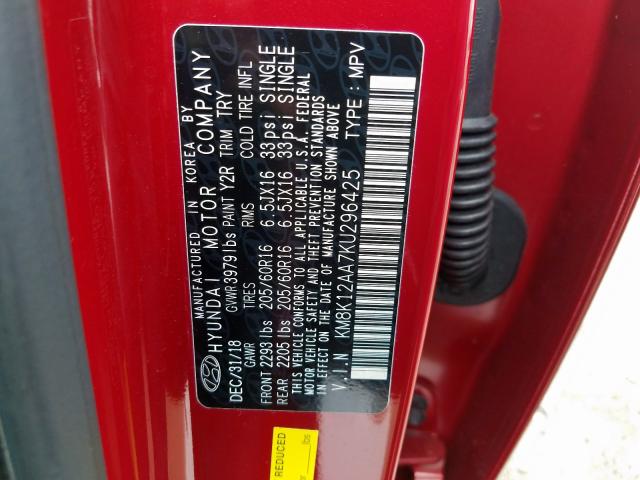 MANUFACTURED IN KOREA BY
HYUNDAI MOTOR COMPANY
DEC/31/18 GVWR 3979 lbs PAINT Y2R TRIM TRY
GAWR TIRES RIMS COLD TIRE INFL
FRONT 2293 lbs 205/60R16 6.5JX16 33psi SINGLE
REAR 2205 lbs 205/60R16 6.5JX16 33psi SINGLE
THIS VEHICLE CONFORMS TO ALL APPLICABLE U.S.A. FEDERAL
MOTOR VEHICLE SAFETY AND THEFT PREVENTION STANDARDS
IN EFFECT ON THE DATE OF MANUFACTURE SHOWN ABOVE
V.I.N KM8K12AA7KU296425 TYPE : MPV
REDUCED
lbs